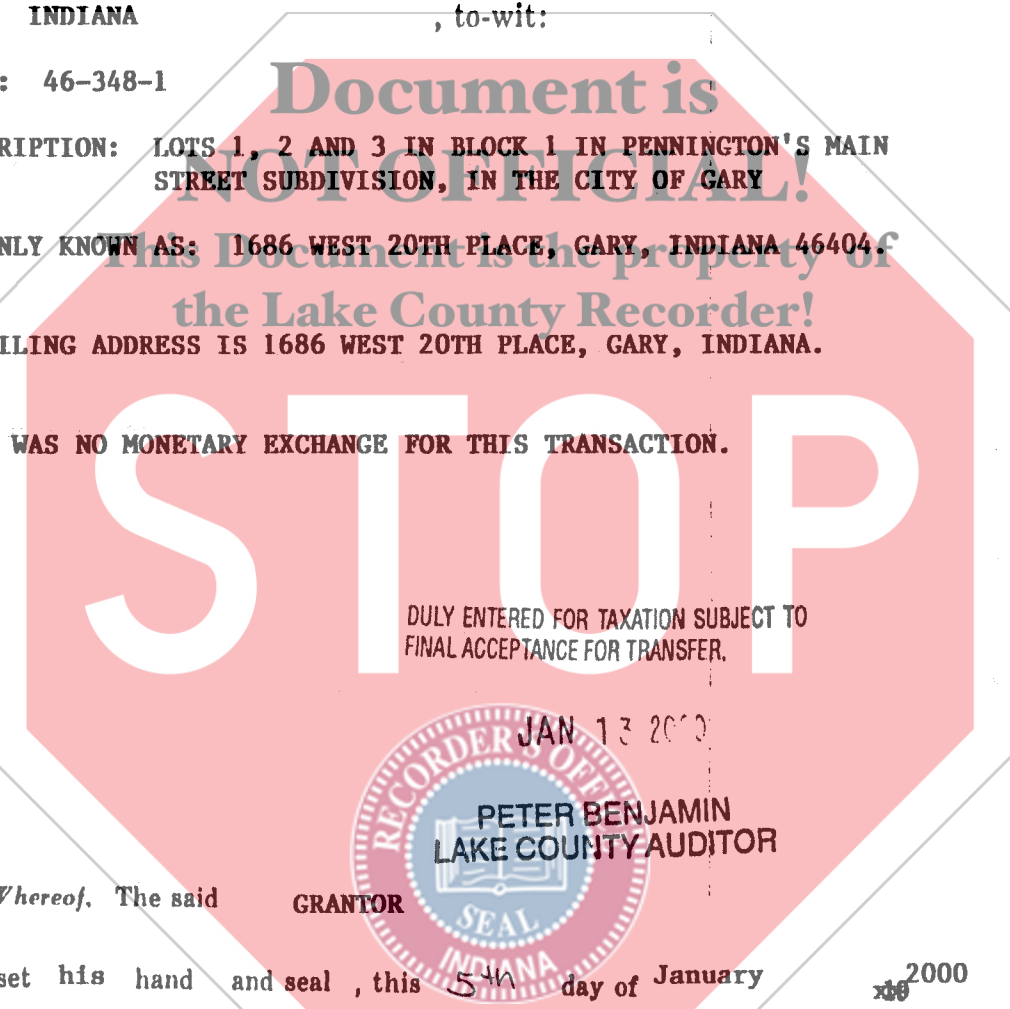 INDIANA , to-wit:
: 46-348-1
Document is
RIPTION: LOTS 1, 2 AND 3 IN BLOCK 1 IN PENNINGTON'S MAIN
NOT OFFICIAL!
STREET SUBDIVISION, IN THE CITY OF GARY
NLY KNOWN AS: 1686 WEST 20TH PLACE, GARY, INDIANA 46404.
This Document is the property of
the Lake County Recorder!
ILING ADDRESS IS 1686 WEST 20TH PLACE, GARY, INDIANA.
WAS NO MONETARY EXCHANGE FOR THIS TRANSACTION.
STOP
DULY ENTERED FOR TAXATION SUBJECT TO
FINAL ACCEPTANCE FOR TRANSFER.
JAN 13
PETER BENJAMIN
LAKE COUNTY AUDITOR
RECORDER'S OFFICE
SEAL
INDIANA
Whereof, The said GRANTOR
set his hand and seal , this 5th day of January 2000